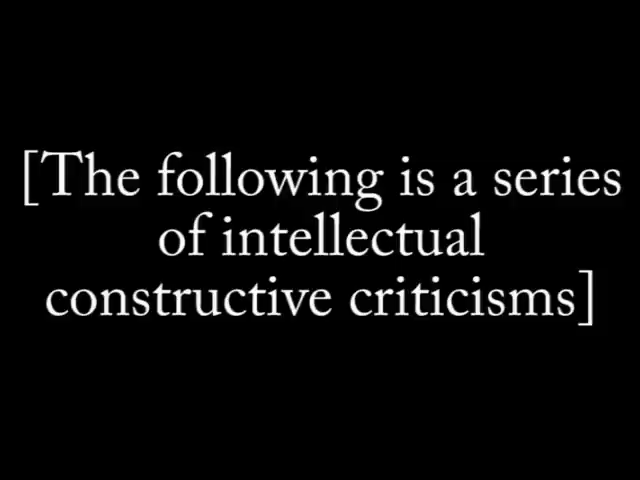 [The following is a series
of intellectual
constructive criticisms]